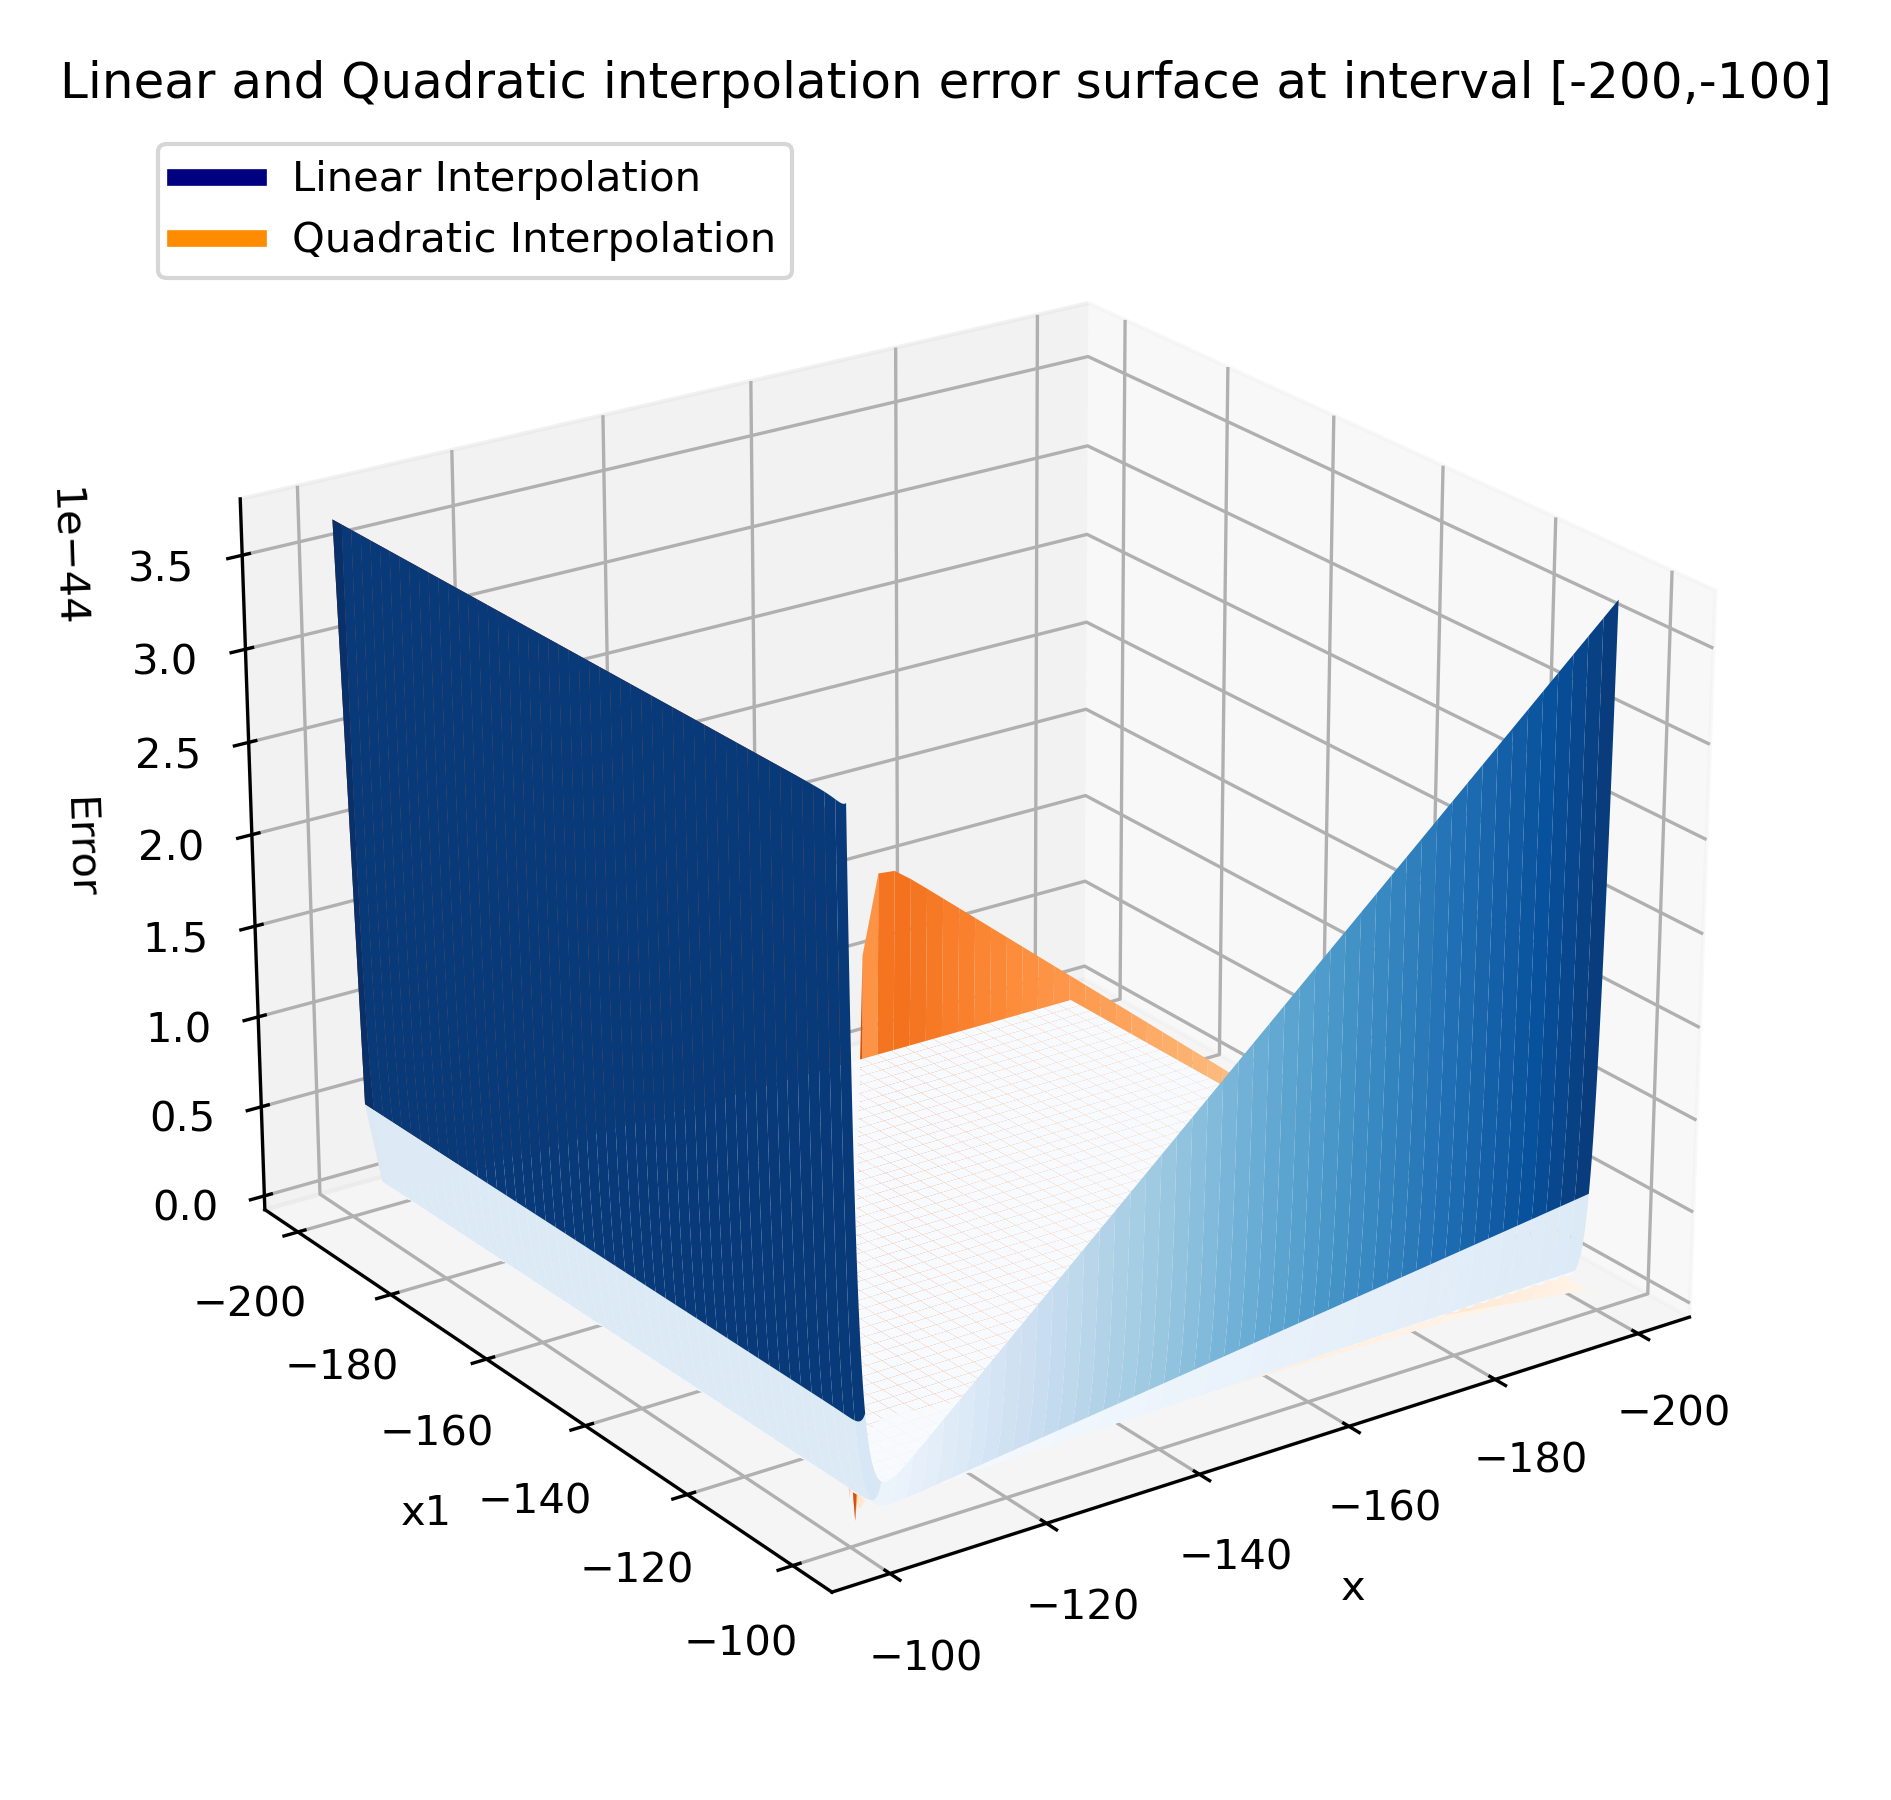 Linear and Quadratic interpolation error surface at interval [-200,-100]
Linear Interpolation
Quadratic Interpolation
1e−44
Error
3.5
3.0
2.5
2.0
1.5
1.0
0.5
0.0
−200
−180
−160
−140
−120
−100
x1
−100
−120
−140
−160
−180
−200
x